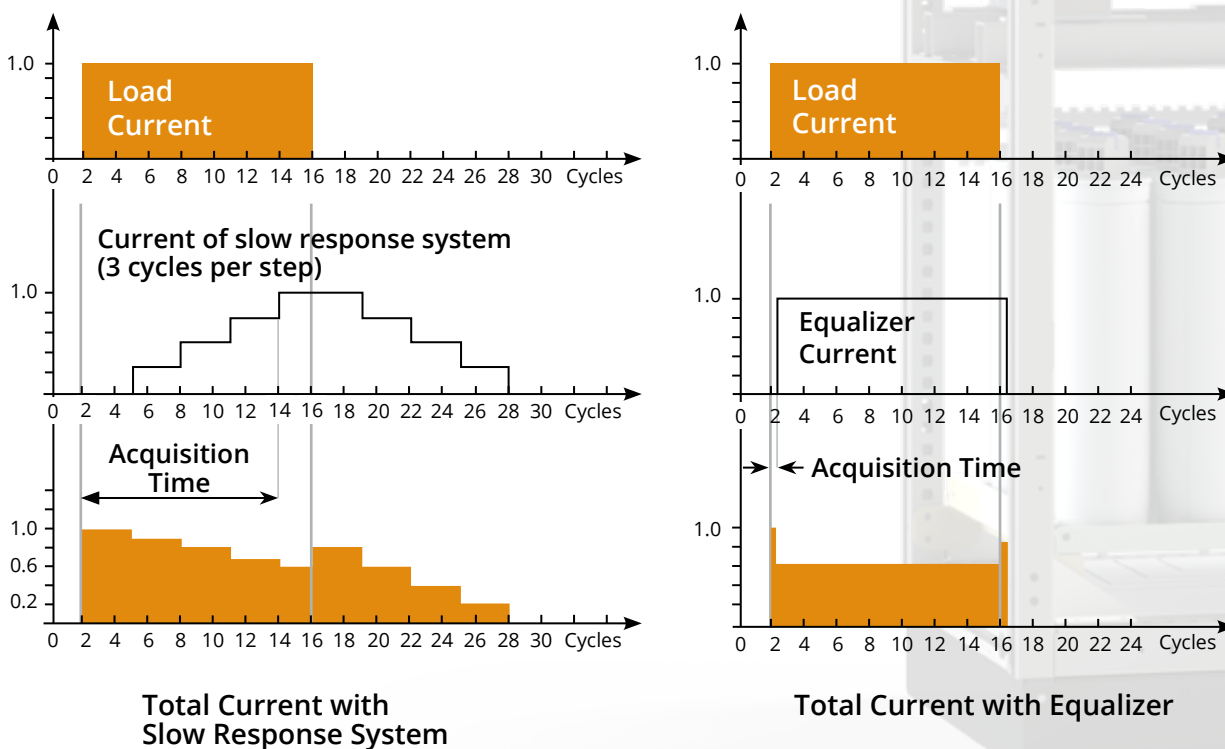 1.0
Load
Current
0 2 4 6 8 10 12 14 16 18 20 22 24 26 28 30 Cycles
Current of slow response system
(3 cycles per step)
1.0
0 2 4 6 8 10 12 14 16 18 20 22 24 26 28 30 Cycles
Acquisition
Time
1.0
0.6
0.2
0 2 4 6 8 10 12 14 16 18 20 22 24 26 28 30 Cycles
Total Current with
Slow Response System
1.0
Load
Current
0 2 4 6 8 10 12 14 16 18 20 22 24 Cycles
1.0
Equalizer
Current
0 2 4 6 8 10 12 14 16 18 20 22 24 Cycles
Acquisition Time
1.0
0 2 4 6 8 10 12 14 16 18 20 22 24 Cycles
Total Current with Equalizer